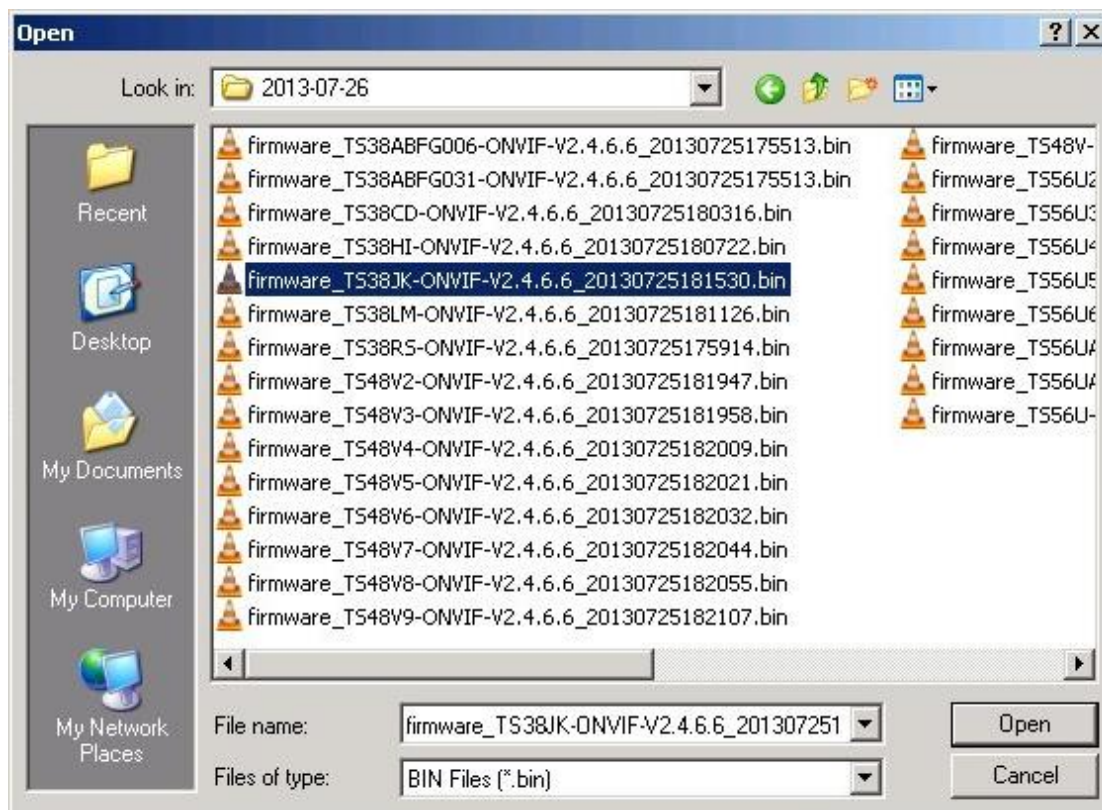 Open
Look in:
2013-07-26
Recent
Desktop
My Documents
My Computer
My Network
Places
firmware_TS38ABFG006-ONVIF-V2.4.6.6_20130725175513.bin
firmware_TS38ABFG031-ONVIF-V2.4.6.6_20130725175513.bin
firmware_TS38CD-ONVIF-V2.4.6.6_20130725180316.bin
firmware_TS38HI-ONVIF-V2.4.6.6_20130725180722.bin
firmware_TS38JK-ONVIF-V2.4.6.6_20130725181530.bin
firmware_TS38LM-ONVIF-V2.4.6.6_20130725181126.bin
firmware_TS38RS-ONVIF-V2.4.6.6_20130725175914.bin
firmware_TS48V2-ONVIF-V2.4.6.6_20130725181947.bin
firmware_TS48V3-ONVIF-V2.4.6.6_20130725181958.bin
firmware_TS48V4-ONVIF-V2.4.6.6_20130725182009.bin
firmware_TS48V5-ONVIF-V2.4.6.6_20130725182021.bin
firmware_TS48V6-ONVIF-V2.4.6.6_20130725182032.bin
firmware_TS48V7-ONVIF-V2.4.6.6_20130725182044.bin
firmware_TS48V8-ONVIF-V2.4.6.6_20130725182055.bin
firmware_TS48V9-ONVIF-V2.4.6.6_20130725182107.bin
firmware_TS48V-
firmware_TS56U2
firmware_TS56U3
firmware_TS56U4
firmware_TS56U5
firmware_TS56U6
firmware_TS56UA
firmware_TS56UA
firmware_TS56U-
File name:
firmware_TS38JK-ONVIF-V2.4.6.6_201307251
Open
Files of type:
BIN Files (*.bin)
Cancel